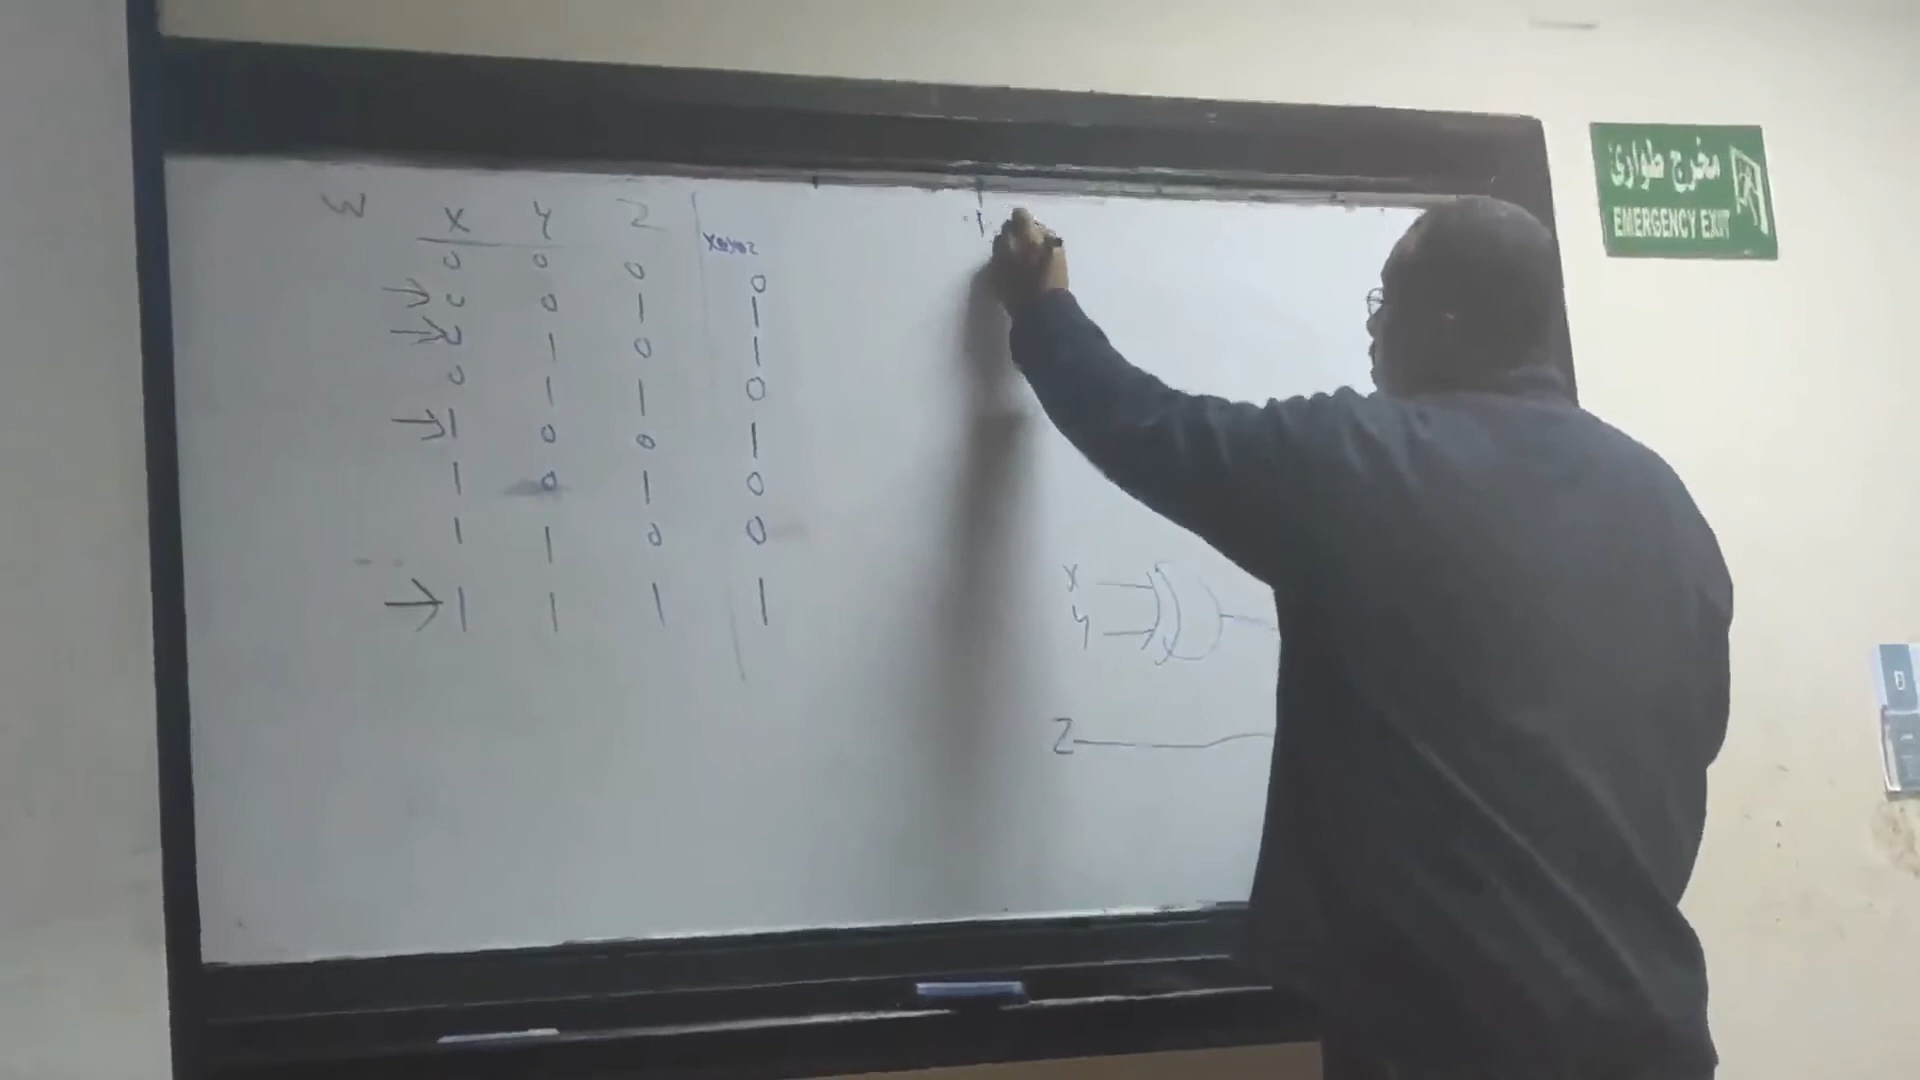 3 X Y Z X⊕Y⊕Z
0 0 0 0
→ 0 0 1 1
→ 0 1 0 1
0 1 1 0
→ 1 0 0 1
1 0 1 0
1 1 0 0
→ 1 1 1 1
X
Y
Z
مخرج طوارئ
EMERGENCY EXIT